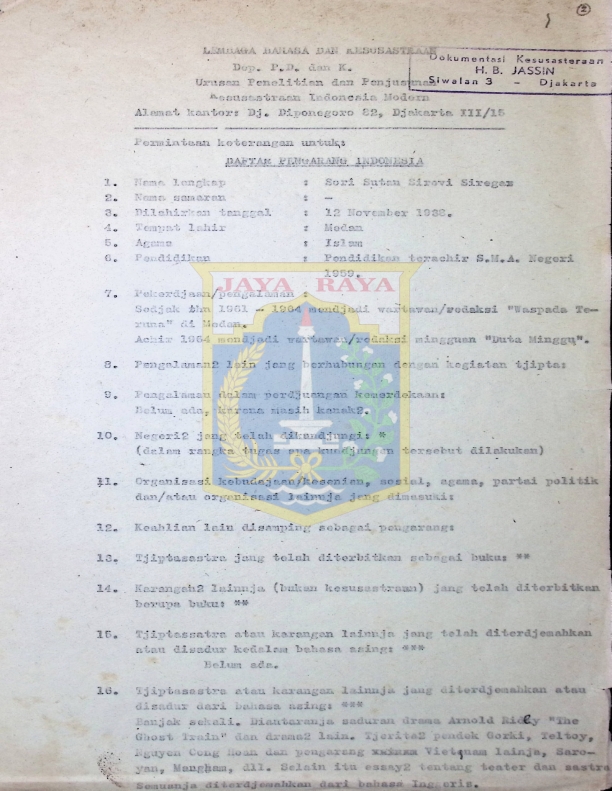 ②
LEMBAGA BAHASA DAN KESUSASTRAAN
Dep. P.D. dan K.
Urusan Penelitian dan Penjusunan
Kesusastraan Indonesia Modern
Alamat kantor: Dj. Diponegoro 82, Djakarta XII/15
Dokumentasi Kesusasteraan
H. B. JASSIN
Siwalan 3 - Djakarta
Permintaan keterangan untuk:
DAFTAR PENGARANG INDONESIA
1. Nama lengkap : Sori Sutan Sirovi Siregar
2. Nama samaran : -
3. Dilahirkan tanggal : 12 November 1938.
4. Tempat lahir : Medan
5. Agama : Islam
6. Pendidikan : Pendidikan terachir S.M.A. Negeri
1959.
7. Pekerdjaan/pengalaman :
Sedjak thn 1961 - 1964 mendjadi wartawan/redaksi "Waspada Te-
runa" di Medan.
Achir 1964 mendjadi wartawan/redaksi mingguan "Duta Minggu".
8. Pengalaman2 lain jang berhubungan dengan kegiatan tjipta:
9. Pengalaman dalam perdjuangan kemerdekaan:
Belum ada, karena masih kanak2.
10. Negeri2 jang telah dikundjungi: *
(dalam rangka tugas apa kundjungan tersebut dilakukan)
11. Organisasi kebudajaan/kesenian, sosial, agama, partai politik
dan/atau organisasi lainnja jang dimasuki:
12. Keahlian lain disamping sebagai pengarang:
13. Tjiptasastra jang telah diterbitkan sebagai buku: **
14. Karangan2 lainnja (bukan kesusastraan) jang telah diterbitkan
berupa buku: **
15. Tjiptasastra atau karangan lainnja jang telah diterdjemahkan
atau disadur kedalam bahasa asing: ***
Belum ada.
16. Tjiptasastra atau karangan lainnja jang diterdjemahkan atau
disadur dari bahasa asing: ***
Banjak sekali. Diantaranja saduran drama Arnold Ridly "The
Ghost Train" dan drama2 lain. Tjerita2 pendek Gorki, Toltoy,
Nguyen Cong Hoan dan pengarang Vietnam lainja, Saro-
yan, Maugham, dll. Selain itu essay2 tentang teater dan sastra
Semuanja diterdjemahkan dari bahasa Inggeris.
JAYA RAYA